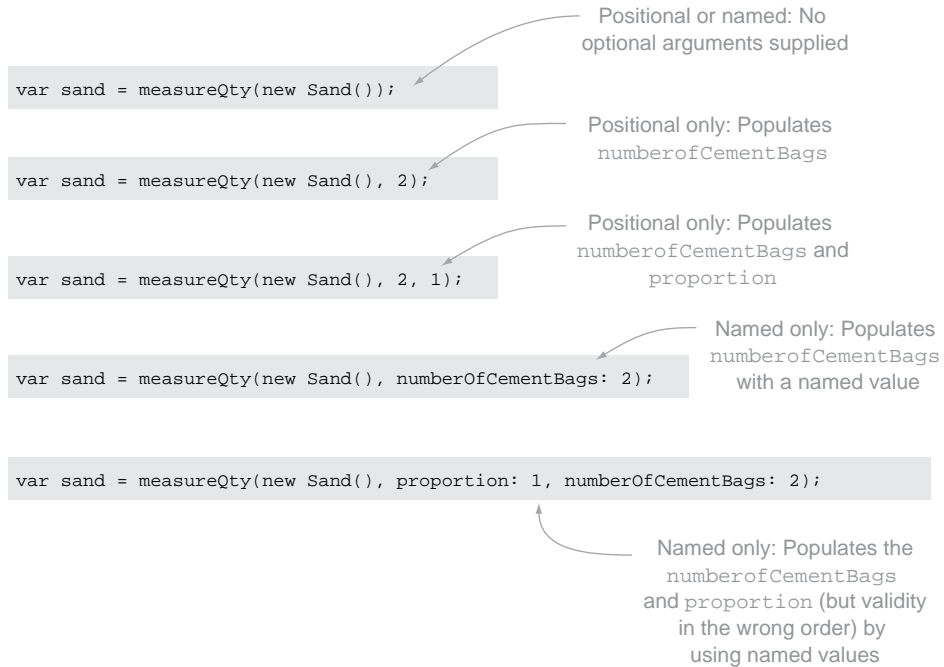 Positional or named: No
optional arguments supplied
var sand = measureQty(new Sand());
Positional only: Populates
numberofCementBags
var sand = measureQty(new Sand(), 2);
Positional only: Populates
numberofCementBags and
proportion
var sand = measureQty(new Sand(), 2, 1);
Named only: Populates
numberofCementBags
with a named value
var sand = measureQty(new Sand(), numberOfCementBags: 2);
var sand = measureQty(new Sand(), proportion: 1, numberOfCementBags: 2);
Named only: Populates the
numberofCementBags
and proportion (but validity
in the wrong order) by
using named values